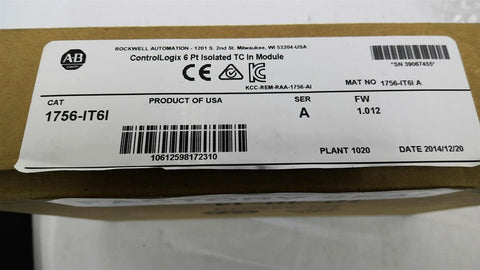 ROCKWELL AUTOMATION - 1201 S. 2nd St. Milwaukee, WI 53204-USA
AB
ControlLogix 6 Pt Isolated TC In Module
CE
KCC-REM-RAA-1756-AI
*SN 39067455*
MAT NO 1756-IT6I A
CAT
1756-IT6I
PRODUCT OF USA
10612598172310
SER
A
FW
1.012
PLANT 1020
DATE 2014/12/20